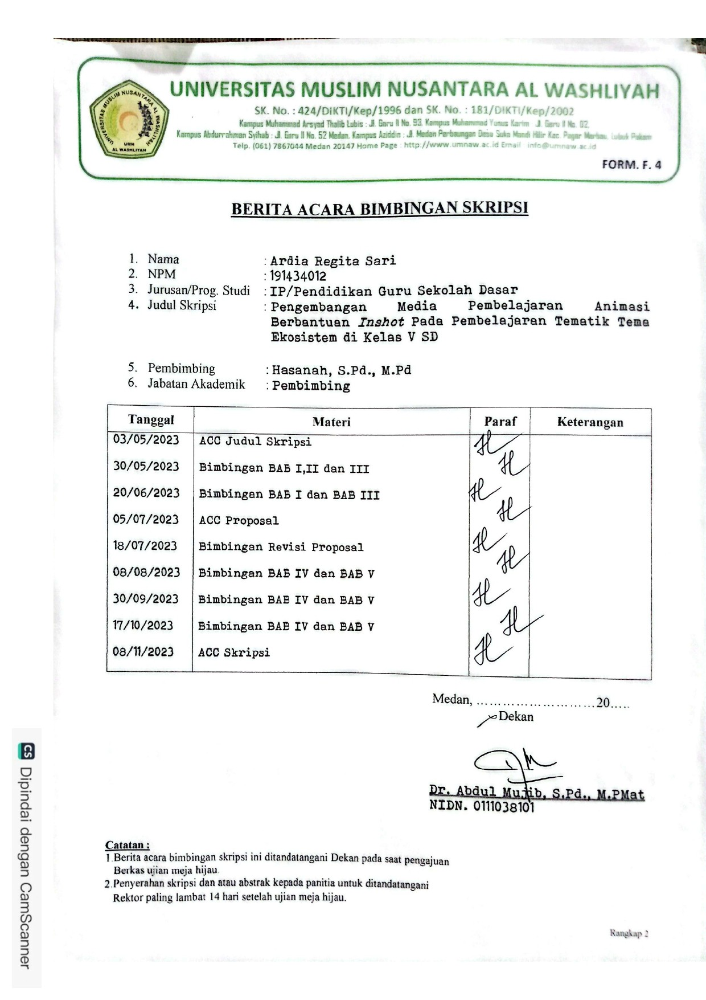 UNIVERSITAS MUSLIM NUSANTARA AL WASHLIYAH
SK. No. : 424/DIKTI/Kep/1996 dan SK. No. : 181/DIKTI/Kep/2002
Kampus Muhammad Arsyad Thalib Lubis : Jl. Garu II No. 93. Kampus Muhammad Yunus Karim : Jl. Garu II No. 02.
Kampus Abdurrahman Syihab : Jl. Garu II No. 52 Medan. Kampus Aziddin : Jl. Medan Perbaungan Desa Suka Mandi Hilir Kec. Pagar Merbau, Lubuk Pakam
Telp. (061) 7867044 Medan 20147 Home Page : http://www.umnaw.ac.id Email : info@umnaw.ac.id
UNIVERSITAS MUSLIM NUSANTARA AL WASHLIYAH
UMN
AL WASHLIYAH
FORM. F. 4
BERITA ACARA BIMBINGAN SKRIPSI
1. Nama : Ardia Regita Sari
2. NPM : 191434012
3. Jurusan/Prog. Studi : IP/Pendidikan Guru Sekolah Dasar
4. Judul Skripsi : Pengembangan Media Pembelajaran Animasi
Berbantuan Inshot Pada Pembelajaran Tematik Tema
Ekosistem di Kelas V SD
5. Pembimbing : Hasanah, S.Pd., M.Pd
6. Jabatan Akademik : Pembimbing
Tanggal Materi Paraf Keterangan
03/05/2023 ACC Judul Skripsi
30/05/2023 Bimbingan BAB I,II dan III
20/06/2023 Bimbingan BAB I dan BAB III
05/07/2023 ACC Proposal
18/07/2023 Bimbingan Revisi Proposal
08/08/2023 Bimbingan BAB IV dan BAB V
30/09/2023 Bimbingan BAB IV dan BAB V
17/10/2023 Bimbingan BAB IV dan BAB V
08/11/2023 ACC Skripsi
Medan, ..............................20.....
Dekan
Dr. Abdul Mujib, S.Pd., M.PMat
NIDN. 0111038101
Catatan :
1.Berita acara bimbingan skripsi ini ditandatangani Dekan pada saat pengajuan
Berkas ujian meja hijau.
2.Penyerahan skripsi dan atau abstrak kepada panitia untuk ditandatangani
Rektor paling lambat 14 hari setelah ujian meja hijau.
Rangkap 2
CS Dipindai dengan CamScanner